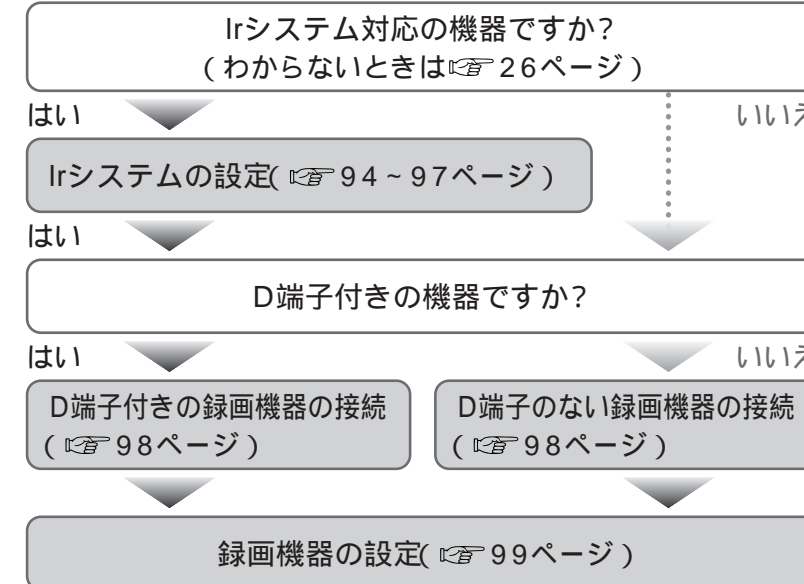 Irシステム対応の機器ですか?
(わからないときは☞26ページ)
はい
いいえ
Irシステムの設定(☞94~97ページ)
はい
D端子付きの機器ですか?
はい
いいえ
D端子付きの録画機器の接続
(☞98ページ)
D端子のない録画機器の接続
(☞98ページ)
録画機器の設定(☞99ページ)